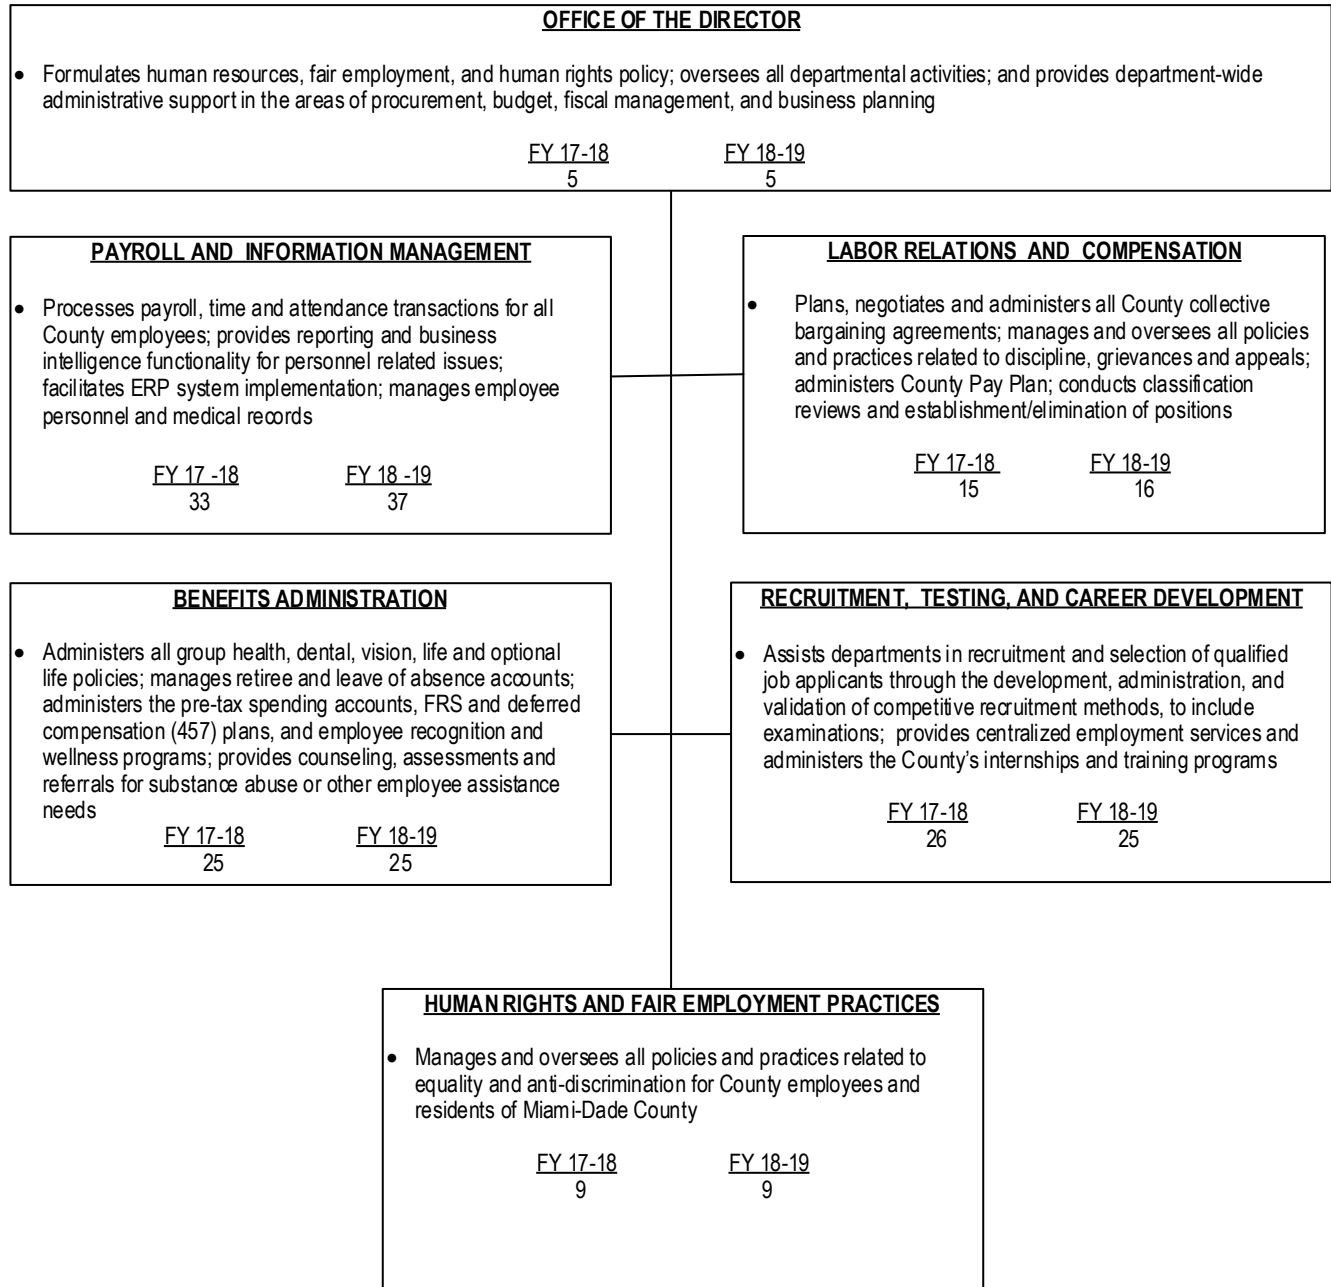 OFFICE OF THE DIRECTOR
• Formulates human resources, fair employment, and human rights policy; oversees all departmental activities; and provides department-wide
administrative support in the areas of procurement, budget, fiscal management, and business planning
FY 17-18 FY 18-19
5 5
PAYROLL AND INFORMATION MANAGEMENT
• Processes payroll, time and attendance transactions for all
County employees; provides reporting and business
intelligence functionality for personnel related issues;
facilitates ERP system implementation; manages employee
personnel and medical records
FY 17 -18 FY 18 -19
33 37
LABOR RELATIONS AND COMPENSATION
• Plans, negotiates and administers all County collective
bargaining agreements; manages and oversees all policies
and practices related to discipline, grievances and appeals;
administers County Pay Plan; conducts classification
reviews and establishment/elimination of positions
FY 17-18 FY 18-19
15 16
BENEFITS ADMINISTRATION
• Administers all group health, dental, vision, life and optional
life policies; manages retiree and leave of absence accounts;
administers the pre-tax spending accounts, FRS and deferred
compensation (457) plans, and employee recognition and
wellness programs; provides counseling, assessments and
referrals for substance abuse or other employee assistance
needs
FY 17-18 FY 18-19
25 25
RECRUITMENT, TESTING, AND CAREER DEVELOPMENT
• Assists departments in recruitment and selection of qualified
job applicants through the development, administration, and
validation of competitive recruitment methods, to include
examinations; provides centralized employment services and
administers the County's internships and training programs
FY 17-18 FY 18-19
26 25
HUMAN RIGHTS AND FAIR EMPLOYMENT PRACTICES
• Manages and oversees all policies and practices related to
equality and anti-discrimination for County employees and
residents of Miami-Dade County
FY 17-18 FY 18-19
9 9